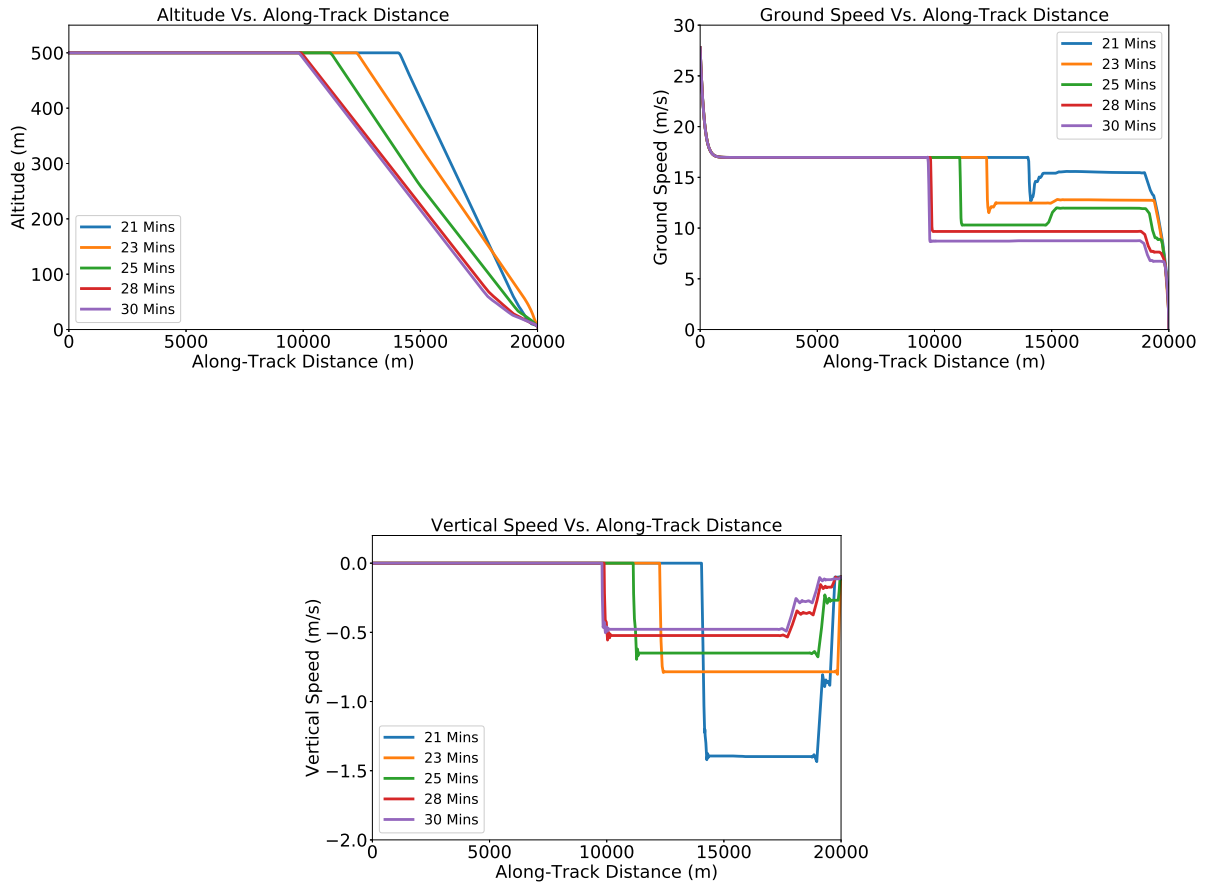 Altitude Vs. Along-Track Distance
500
400
300
200
100
0
Altitude (m)
21 Mins
23 Mins
25 Mins
28 Mins
30 Mins
0 5000 10000 15000 20000
Along-Track Distance (m)
Ground Speed Vs. Along-Track Distance
30
25
20
15
10
5
0
Ground Speed (m/s)
21 Mins
23 Mins
25 Mins
28 Mins
30 Mins
0 5000 10000 15000 20000
Along-Track Distance (m)
Vertical Speed Vs. Along-Track Distance
0.0
−0.5
−1.0
−1.5
−2.0
Vertical Speed (m/s)
21 Mins
23 Mins
25 Mins
28 Mins
30 Mins
0 5000 10000 15000 20000
Along-Track Distance (m)